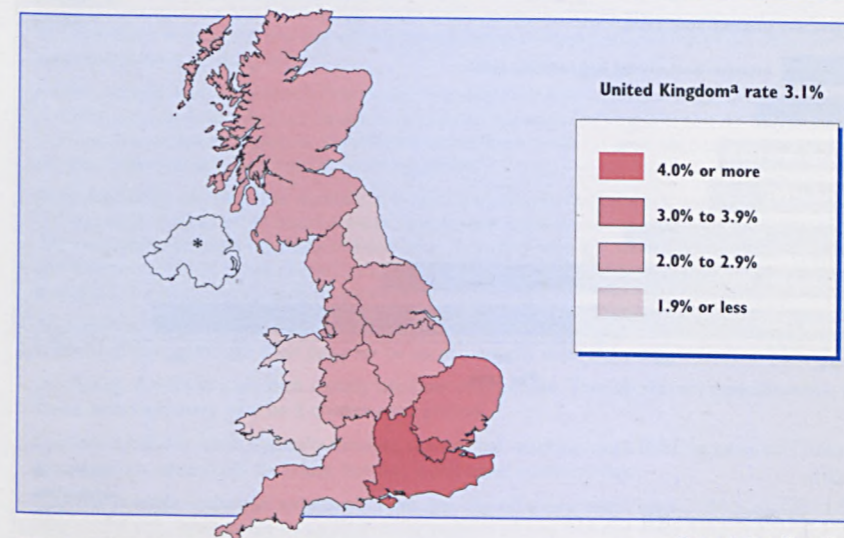 United Kingdomᵃ rate 3.1%
4.0% or more
3.0% to 3.9%
2.0% to 2.9%
1.9% or less
*